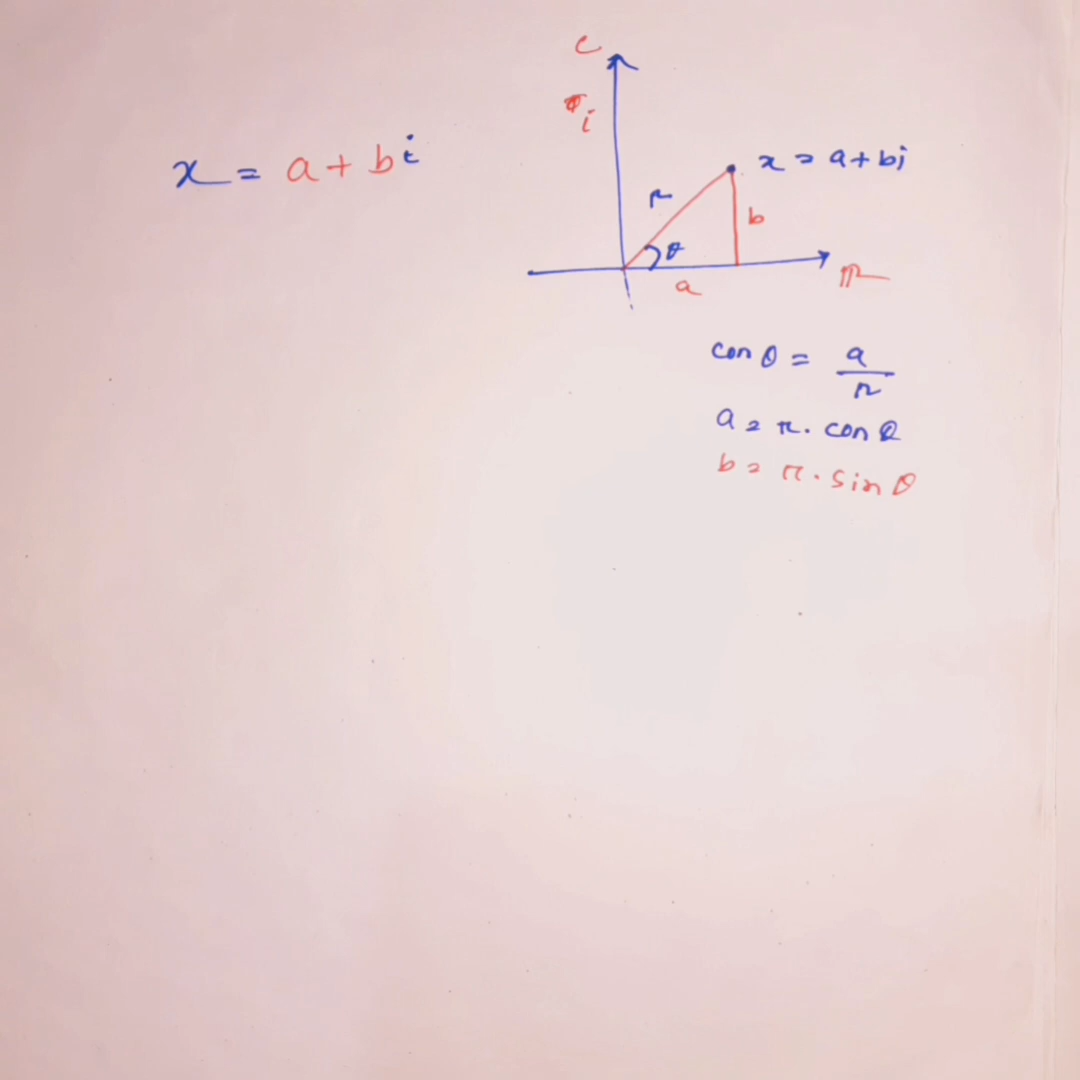 x = a + bi
c
i
x = a + bi
r
b
θ
a
R
cos θ = a / r
a = r. cos θ
b = r. sin θ